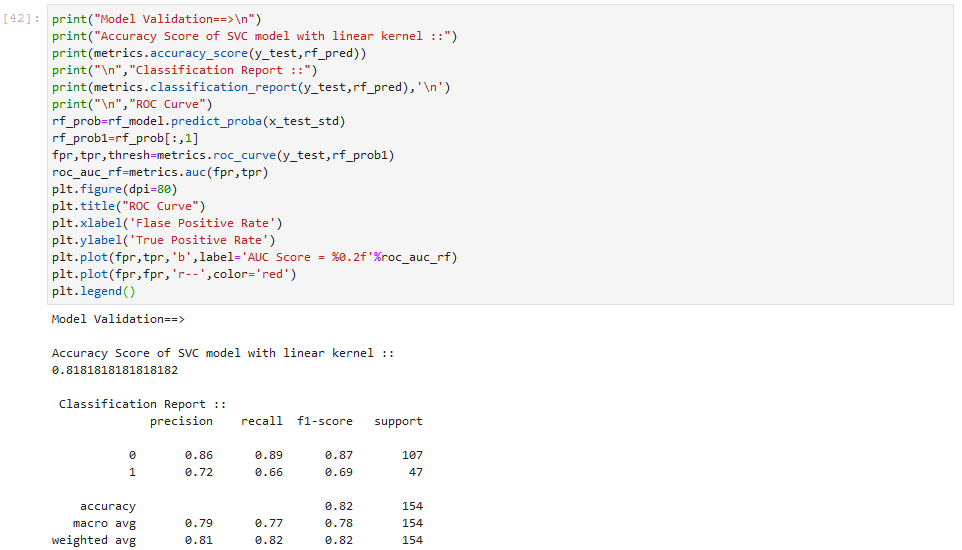 [42]:
print("Model Validation==>\n")
print("Accuracy Score of SVC model with linear kernel ::")
print(metrics.accuracy_score(y_test,rf_pred))
print("\n","Classification Report ::")
print(metrics.classification_report(y_test,rf_pred),'\n')
print("\n","ROC Curve")
rf_prob=rf_model.predict_proba(x_test_std)
rf_prob1=rf_prob[:,1]
fpr,tpr,thresh=metrics.roc_curve(y_test,rf_prob1)
roc_auc_rf=metrics.auc(fpr,tpr)
plt.figure(dpi=80)
plt.title("ROC Curve")
plt.xlabel('Flase Positive Rate')
plt.ylabel('True Positive Rate')
plt.plot(fpr,tpr,'b',label='AUC Score = %0.2f'%roc_auc_rf)
plt.plot(fpr,fpr,'r--',color='red')
plt.legend()
Model Validation==>
Accuracy Score of SVC model with linear kernel ::
0.8181818181818182
Classification Report ::
precision recall f1-score support
0 0.86 0.89 0.87 107
1 0.72 0.66 0.69 47
accuracy 0.82 154
macro avg 0.79 0.77 0.78 154
weighted avg 0.81 0.82 0.82 154